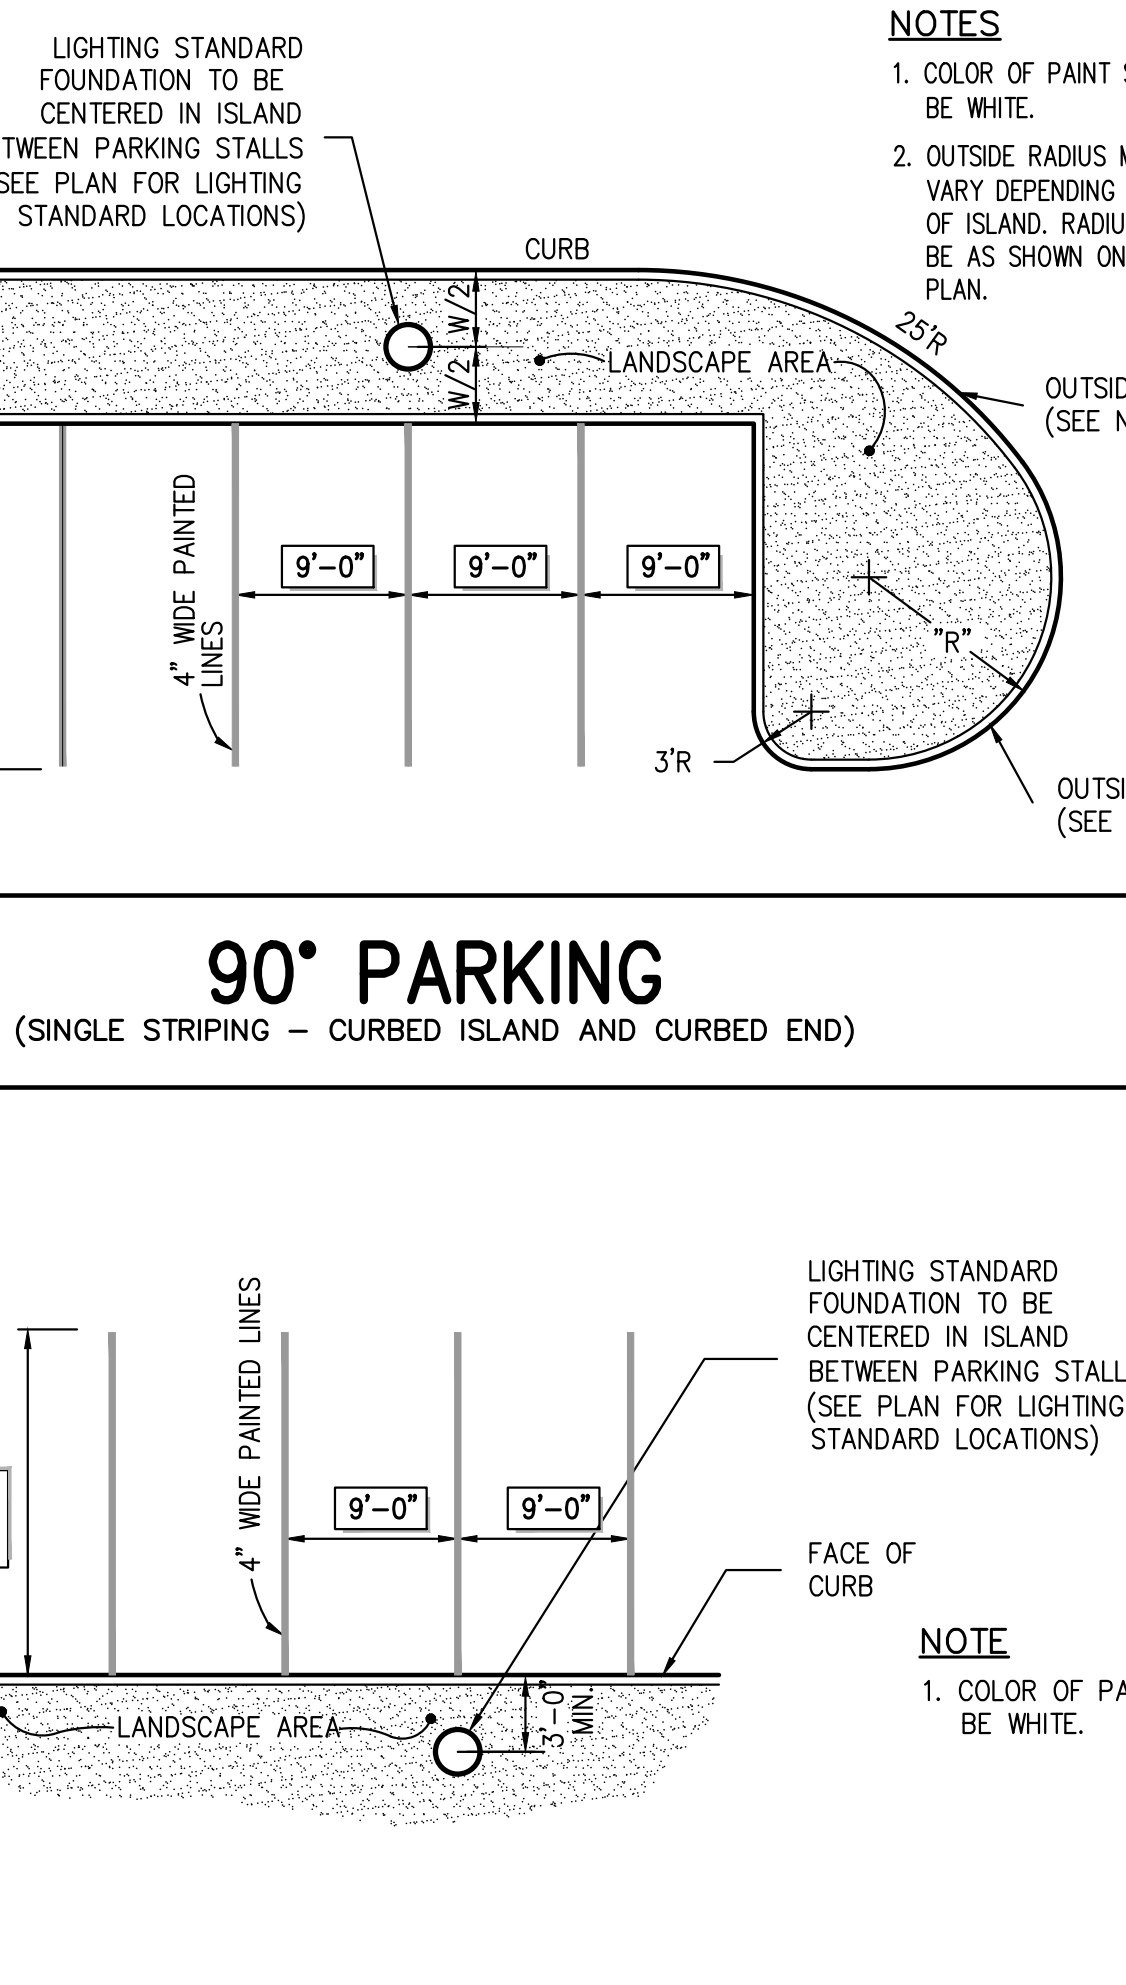 LIGHTING STANDARD
FOUNDATION TO BE
CENTERED IN ISLAND
TWEEN PARKING STALLS
SEE PLAN FOR LIGHTING
STANDARD LOCATIONS)
NOTES
1. COLOR OF PAINT
BE WHITE.
2. OUTSIDE RADIUS
VARY DEPENDING
OF ISLAND. RADIU
BE AS SHOWN ON
PLAN.
CURB
W/2
W/2
25'R
LANDSCAPE AREA
OUTSID
(SEE N
4" WIDE PAINTED
LINES
9'-0"
9'-0"
9'-0"
"R"
3'R
OUTSI
(SEE
90° PARKING
(SINGLE STRIPING – CURBED ISLAND AND CURBED END)
LIGHTING STANDARD
FOUNDATION TO BE
CENTERED IN ISLAND
BETWEEN PARKING STALL
(SEE PLAN FOR LIGHTING
STANDARD LOCATIONS)
4" WIDE PAINTED LINES
9'-0"
9'-0"
FACE OF
CURB
NOTE
1. COLOR OF PA
BE WHITE.
LANDSCAPE AREA
3'-0"
MIN.